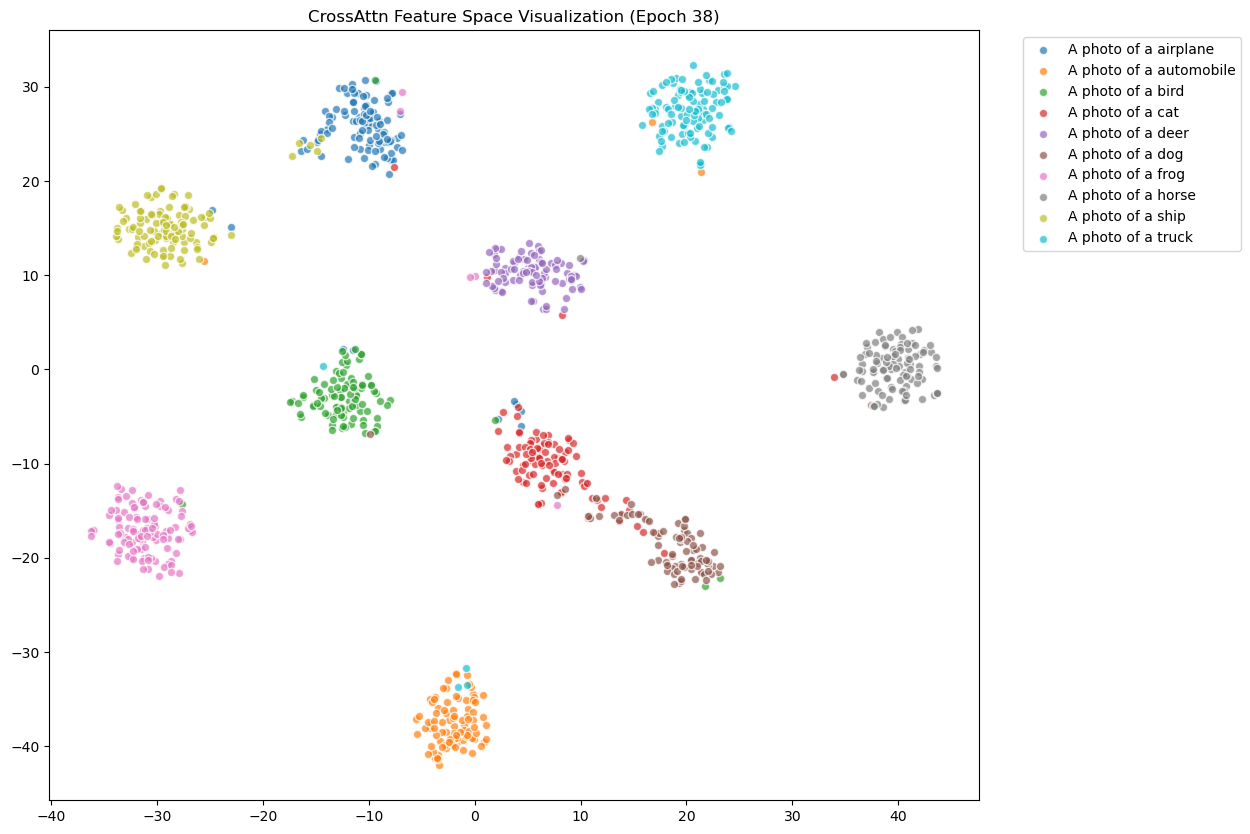 CrossAttn Feature Space Visualization (Epoch 38)
A photo of a airplane
A photo of a automobile
A photo of a bird
A photo of a cat
A photo of a deer
A photo of a dog
A photo of a frog
A photo of a horse
A photo of a ship
A photo of a truck
30
20
10
0
−10
−20
−30
−40
−40 −30 −20 −10 0 10 20 30 40